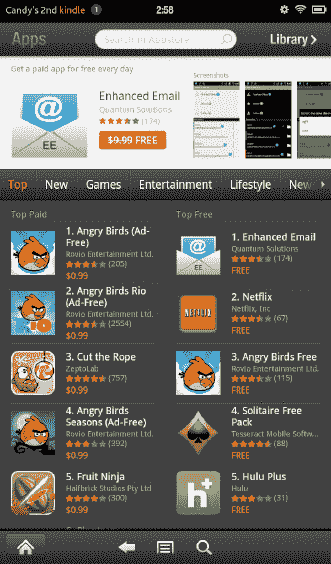 Candy's 2nd kindle 1 2:58
Apps
Search in Appstore
Library >
Get a paid app for free every day
Screenshots
EE
Enhanced Email
Quantum Solutions
(174)
$9.99 FREE
Top New Games Entertainment Lifestyle New
Top Paid
1. Angry Birds (Ad-
Free)
Rovio Entertainment Ltd.
(205)
$0.99
2. Angry Birds Rio
(Ad-Free)
Rovio Entertainment Ltd.
(2554)
$0.99
3. Cut the Rope
ZeptoLab
(757)
$0.99
4. Angry Birds
Seasons (Ad-Free)
Rovio Entertainment Ltd.
(392)
$0.99
5. Fruit Ninja
Halfbrick Studios Pty Ltd
(300)
$0.99
Top Free
1. Enhanced Email
Quantum Solutions
(174)
FREE
2. Netflix
Netflix, Inc
(67)
FREE
NETFLIX
3. Angry Birds Free
Rovio Entertainment Ltd.
(115)
FREE
4. Solitaire Free
Pack
Tesseract Mobile Softw...
(88)
FREE
5. Hulu Plus
Hulu
(31)
FREE